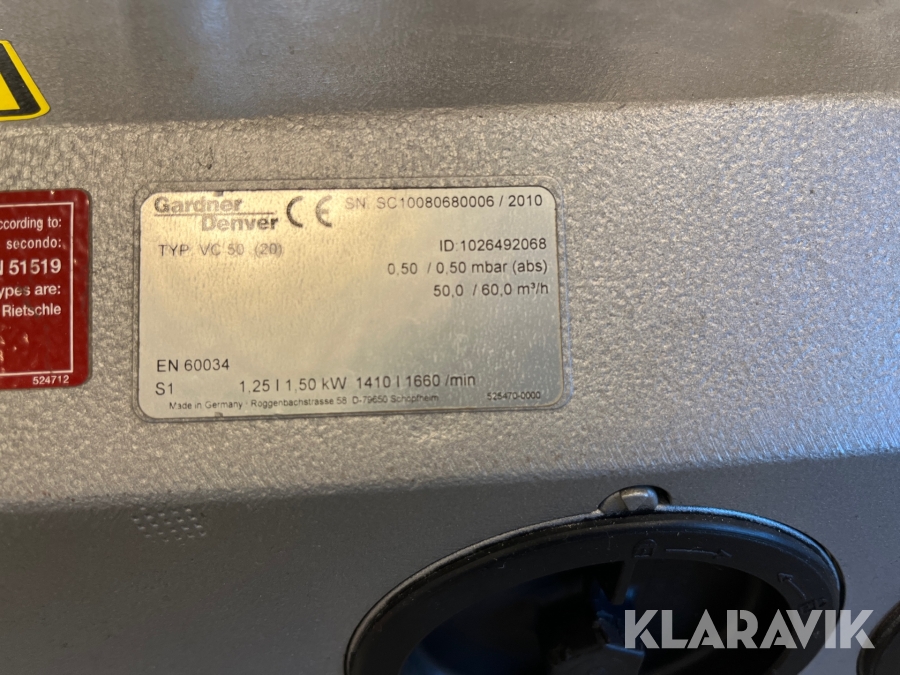 Gardner
Denver CE SN SC10080680006 / 2010
TYP VC 50 (20) ID:1026492068
0,50 / 0,50 mbar (abs)
50,0 / 60,0 m³/h
EN 60034
S1 1,25 | 1,50 kW 1410 | 1660 /min
Made in Germany · Roggenbachstrasse 58 D-79650 Schopfheim 525470-0000
ccording to:
secondo:
N 51519
ypes are:
Rietschle
524712
KLARAVIK